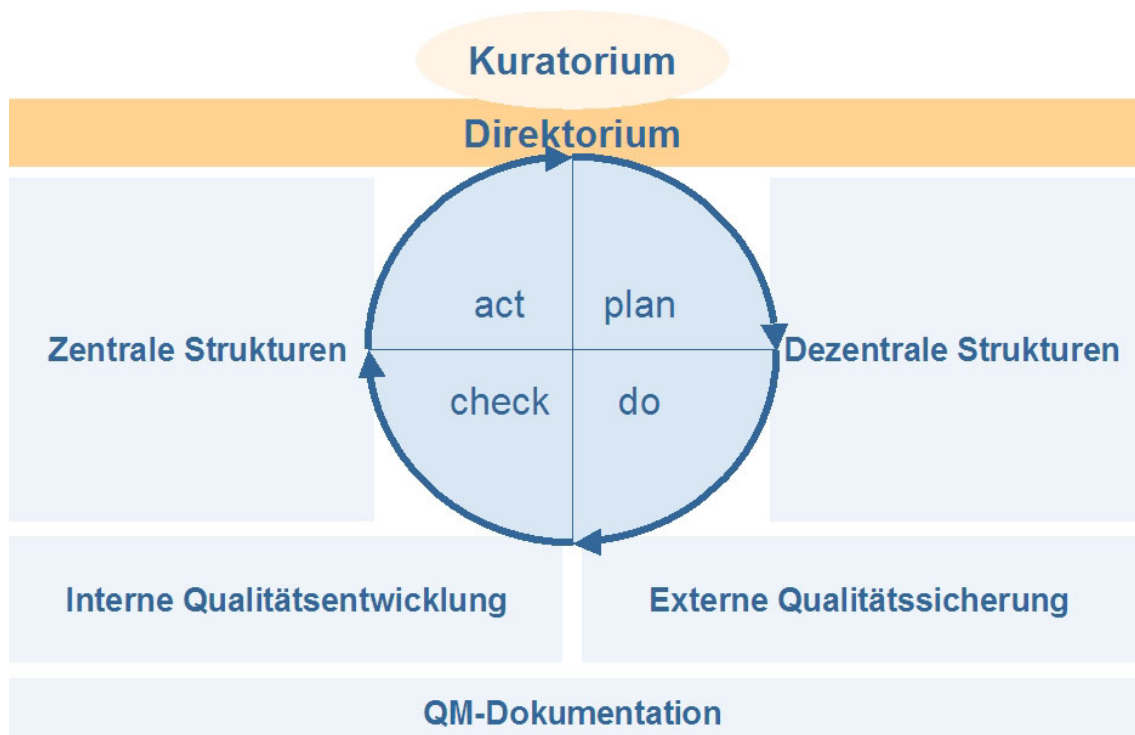 Kuratorium
Direktorium
act
plan
Zentrale Strukturen
Dezentrale Strukturen
check
do
Interne Qualitätsentwicklung
Externe Qualitätssicherung
QM-Dokumentation